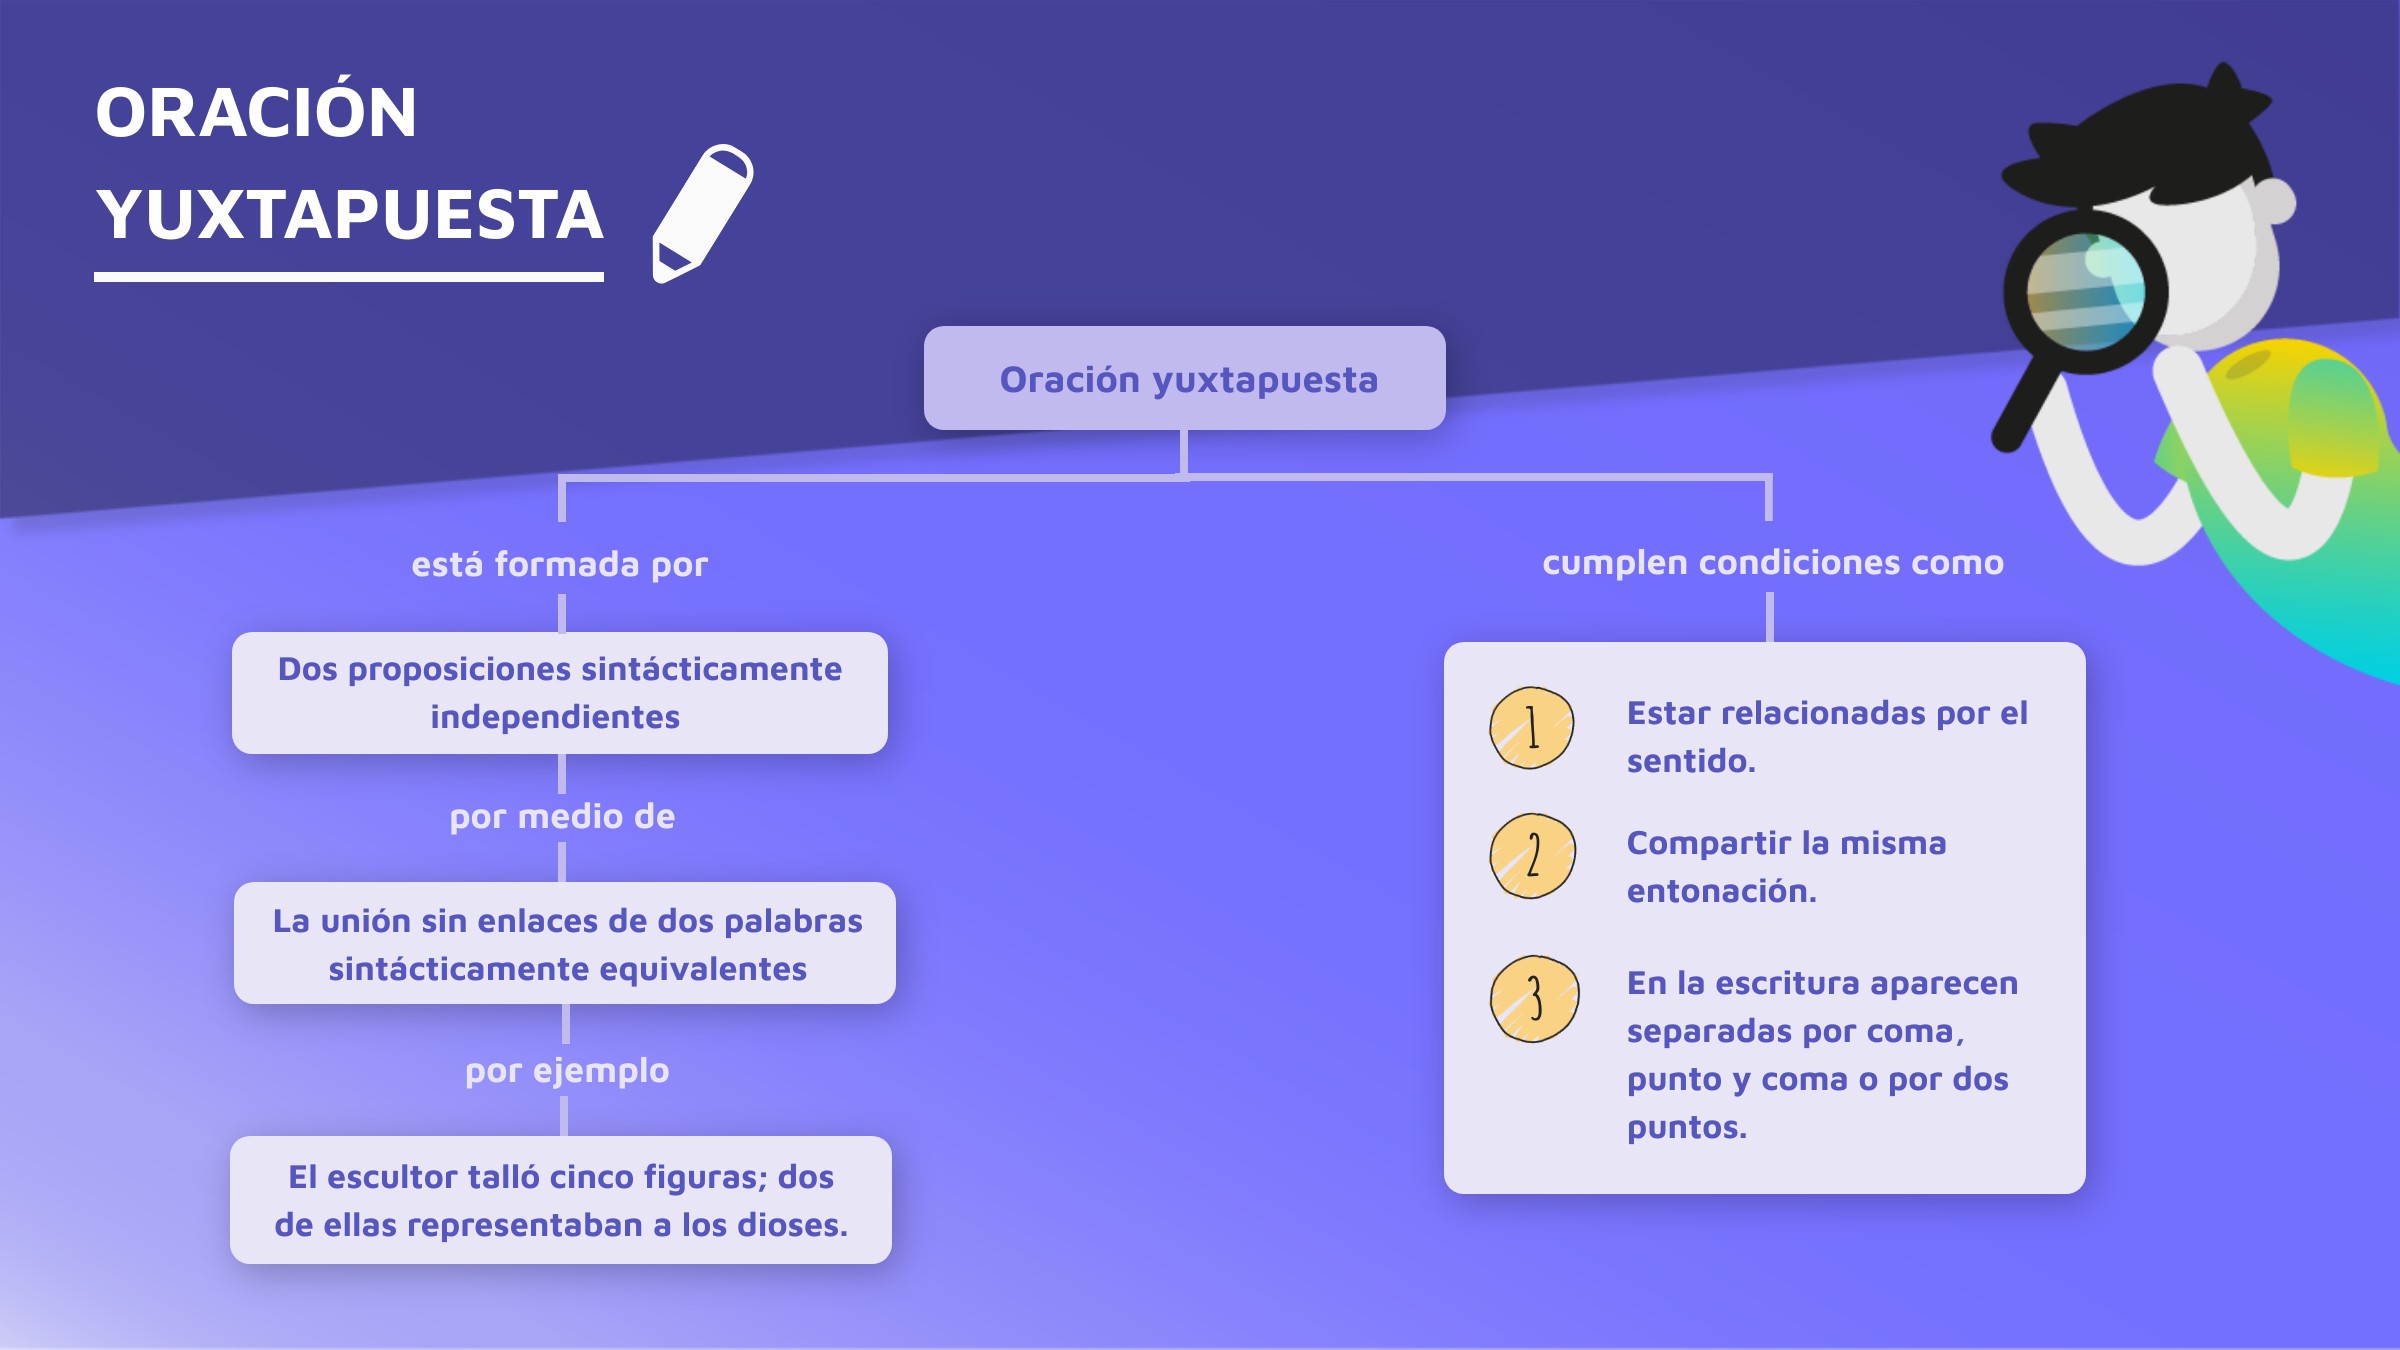 ORACIÓN
YUXTAPUESTA
Oración yuxtapuesta
está formada por
Dos proposiciones sintácticamente
independientes
por medio de
La unión sin enlaces de dos palabras
sintácticamente equivalentes
por ejemplo
El escultor talló cinco figuras; dos
de ellas representaban a los dioses.
cumplen condiciones como
1
Estar relacionadas por el
sentido.
2
Compartir la misma
entonación.
3
En la escritura aparecen
separadas por coma,
punto y coma o por dos
puntos.